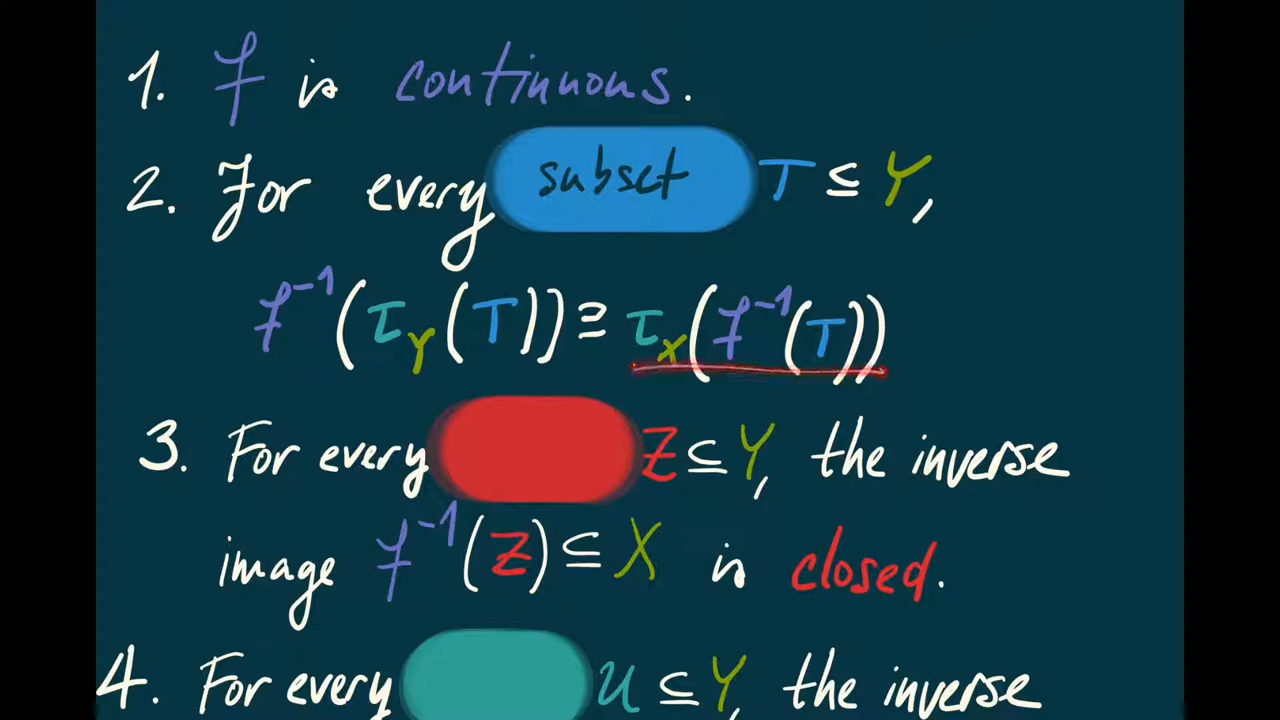 1. f is continuous.
2. For every subset T ⊆ Y,
f⁻¹(τ_Y(T)) ⊇ τ_X(f⁻¹(T))
3. For every Z ⊆ Y, the inverse
image f⁻¹(Z) ⊆ X is closed.
4. For every U ⊆ Y, the inverse